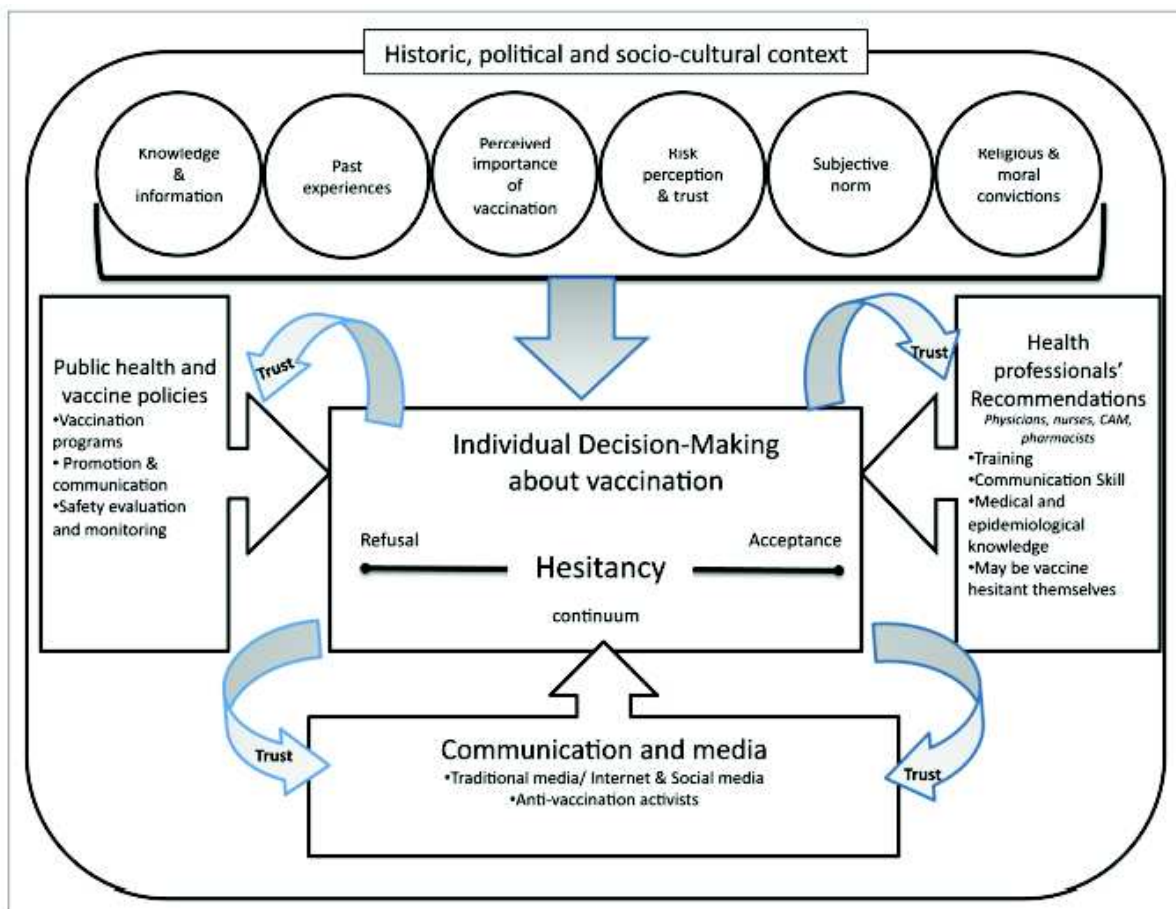 Historic, political and socio-cultural context
Knowledge
&
information
Past
experiences
Perceived
importance
of
vaccination
Risk
perception
& trust
Subjective
norm
Religious &
moral
convictions
Public health and
vaccine policies
•Vaccination
programs
• Promotion &
communication
•Safety evaluation
and monitoring
Trust
Trust
Health
professionals'
Recommendations
Physicians, nurses, CAM,
pharmacists
•Training
•Communication Skill
•Medical and
epidemiological
knowledge
•May be vaccine
hesitant themselves
Individual Decision-Making
about vaccination
Refusal
Acceptance
Hesitancy
continuum
Trust
Trust
Communication and media
•Traditional media/ Internet & Social media
•Anti-vaccination activists